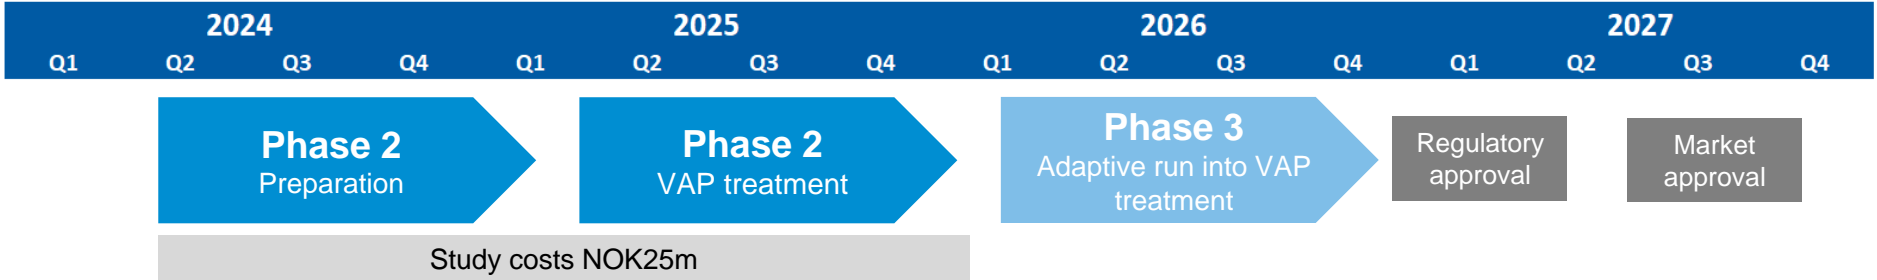 2024 2025 2026 2027
Q1 Q2 Q3 Q4 Q1 Q2 Q3 Q4 Q1 Q2 Q3 Q4 Q1 Q2 Q3 Q4
Phase 2
Preparation
Phase 2
VAP treatment
Phase 3
Adaptive run into VAP
treatment
Regulatory
approval
Market
approval
Study costs NOK25m